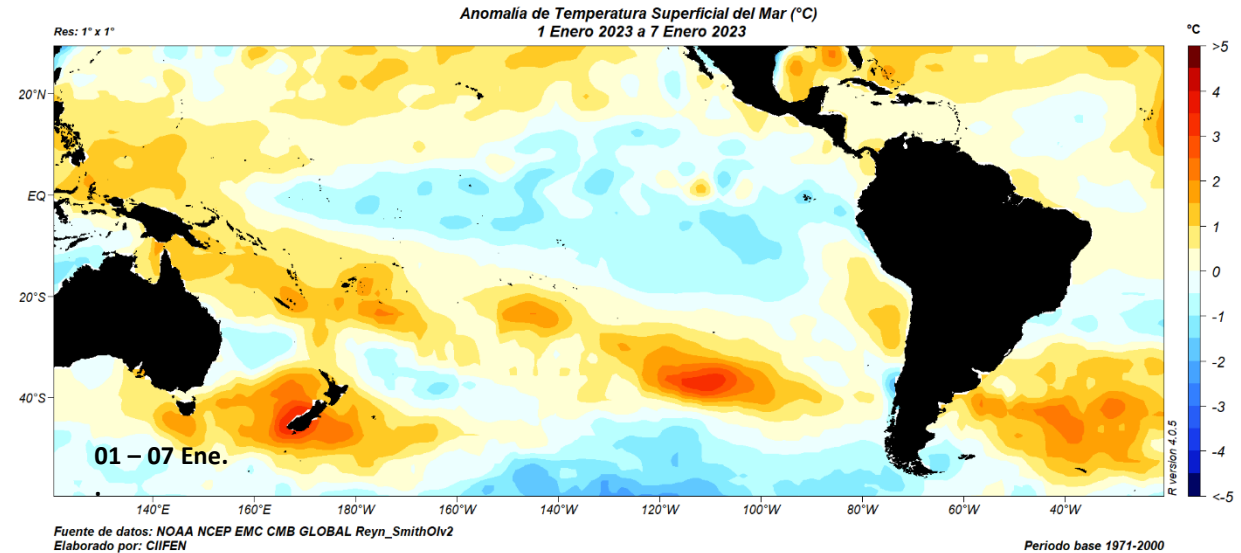 Anomalía de Temperatura Superficial del Mar (°C)
Res: 1° x 1°
1 Enero 2023 a 7 Enero 2023
°C
>5
4
3
2
1
0
-1
-2
-3
-4
<-5
20°N
EQ
20°S
40°S
01 – 07 Ene.
R version 4.0.5
140°E 160°E 180°W 160°W 140°W 120°W 100°W 80°W 60°W 40°W
Fuente de datos: NOAA NCEP EMC CMB GLOBAL Reyn_SmithOIv2
Elaborado por: CIIFEN
Periodo base 1971-2000